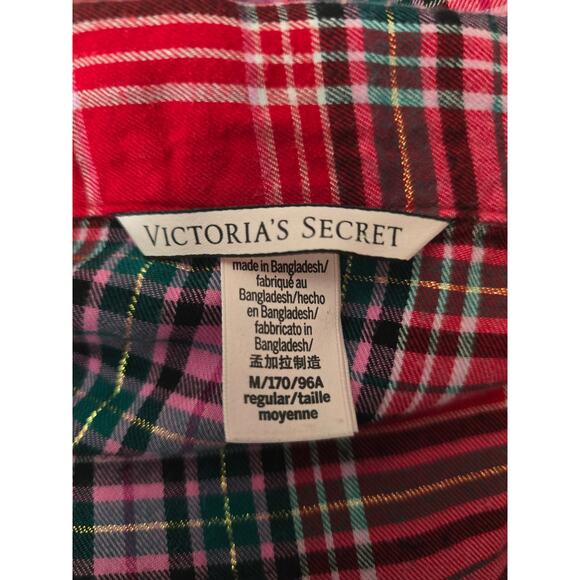 VICTORIA'S SECRET
made in Bangladesh/
fabriqué au
Bangladesh/hecho
en Bangladesh/
fabbricato in
Bangladesh/
孟加拉制造
M/170/96A
regular/taille
moyenne